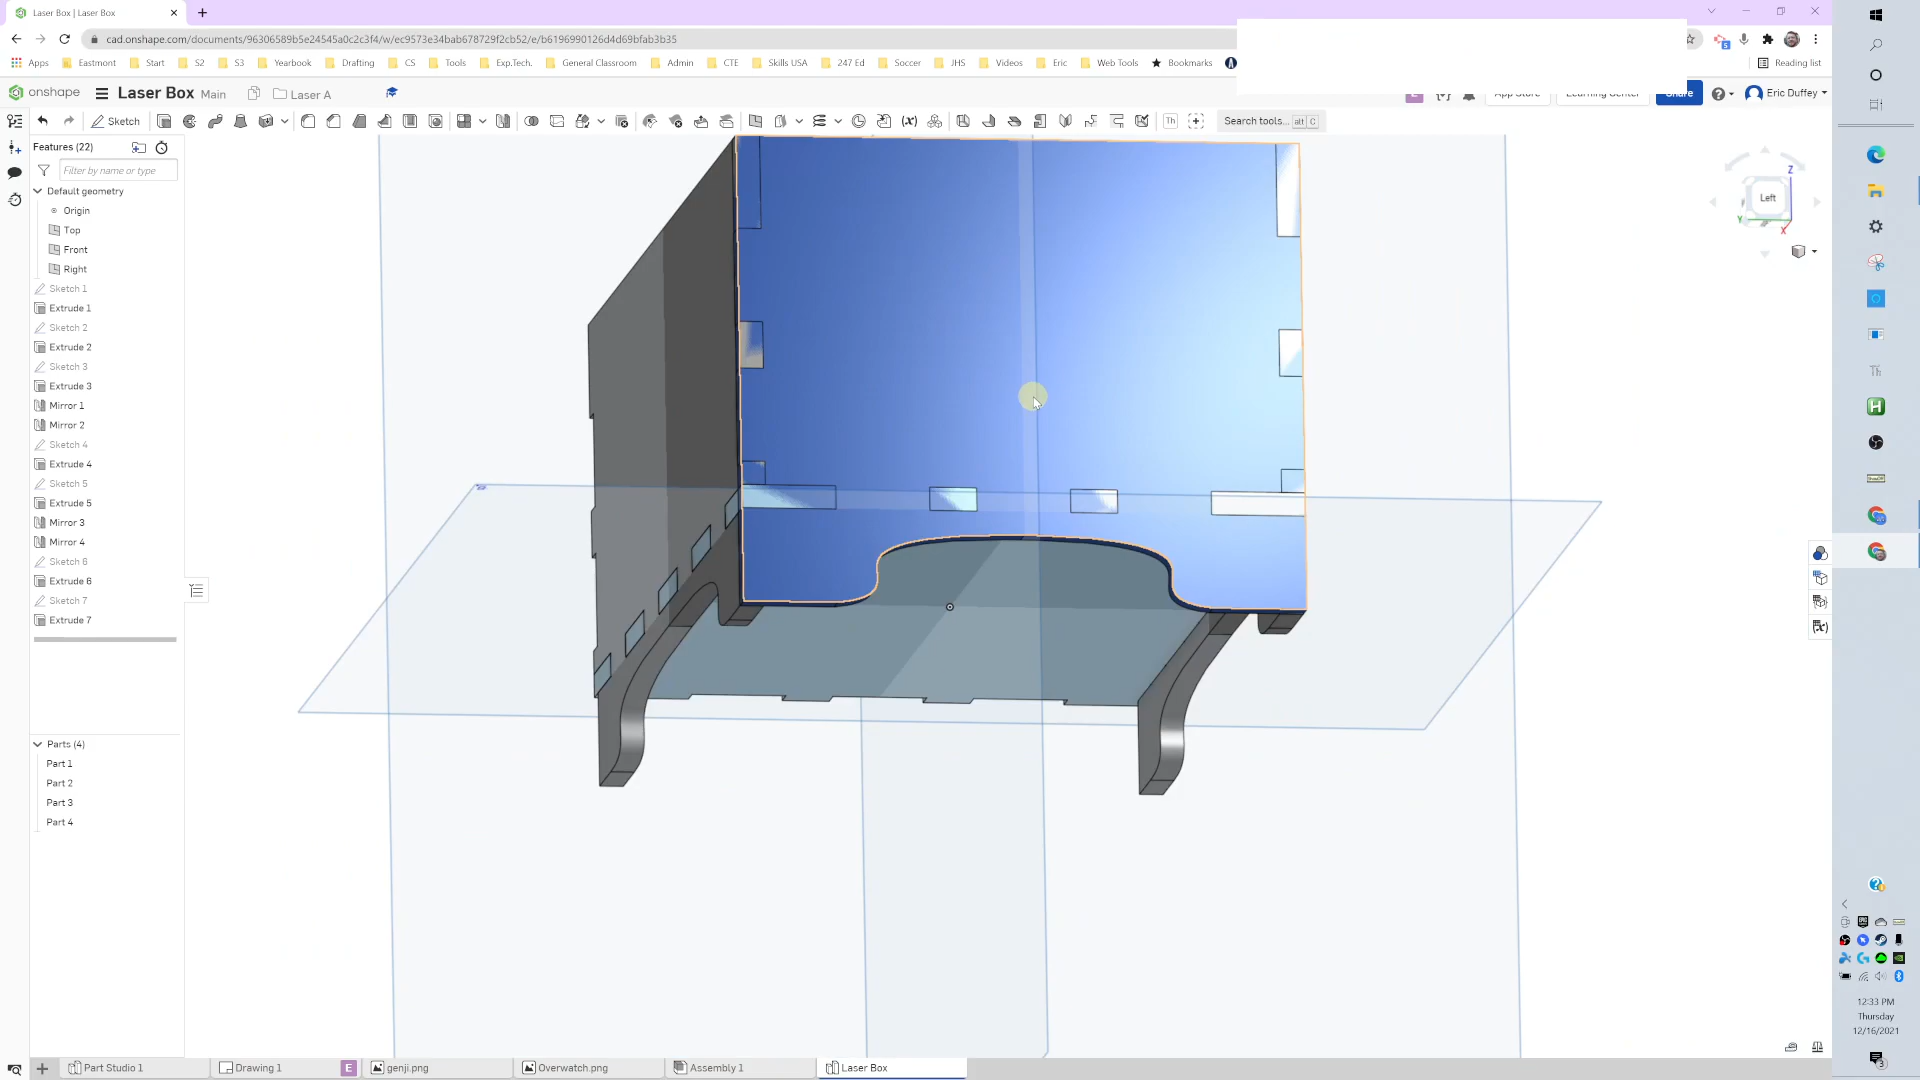 Laser Box | Laser Box
cad.onshape.com/documents/96306589b5e24545a0c2c3f4/w/ec9573e34bab678729f2cb52/e/b6196990126d4d69bfab3b35
Apps Eastmont Start S2 S3 Yearbook Drafting CS Tools Exp.Tech. General Classroom Admin CTE Skills USA 247 Ed Soccer JHS Videos Eric Web Tools Bookmarks Reading list
onshape Laser Box Main Laser A App Store Learning Center Share Eric Duffey
Sketch Search tools... alt C
Features (22)
Filter by name or type
Default geometry
Origin
Top
Front
Right
Sketch 1
Extrude 1
Sketch 2
Extrude 2
Sketch 3
Extrude 3
Mirror 1
Mirror 2
Sketch 4
Extrude 4
Sketch 5
Extrude 5
Mirror 3
Mirror 4
Sketch 6
Extrude 6
Sketch 7
Extrude 7
Parts (4)
Part 1
Part 2
Part 3
Part 4
Z
Left
Y
X
12:33 PM
Thursday
12/16/2021
Part Studio 1 Drawing 1 E genji.png Overwatch.png Assembly 1 Laser Box